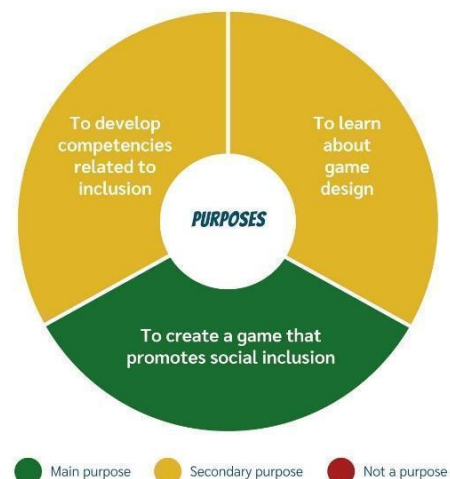 To develop
competencies
related to
inclusion
To learn
about
game
design
PURPOSES
To create a game that
promotes social inclusion
Main purpose
Secondary purpose
Not a purpose